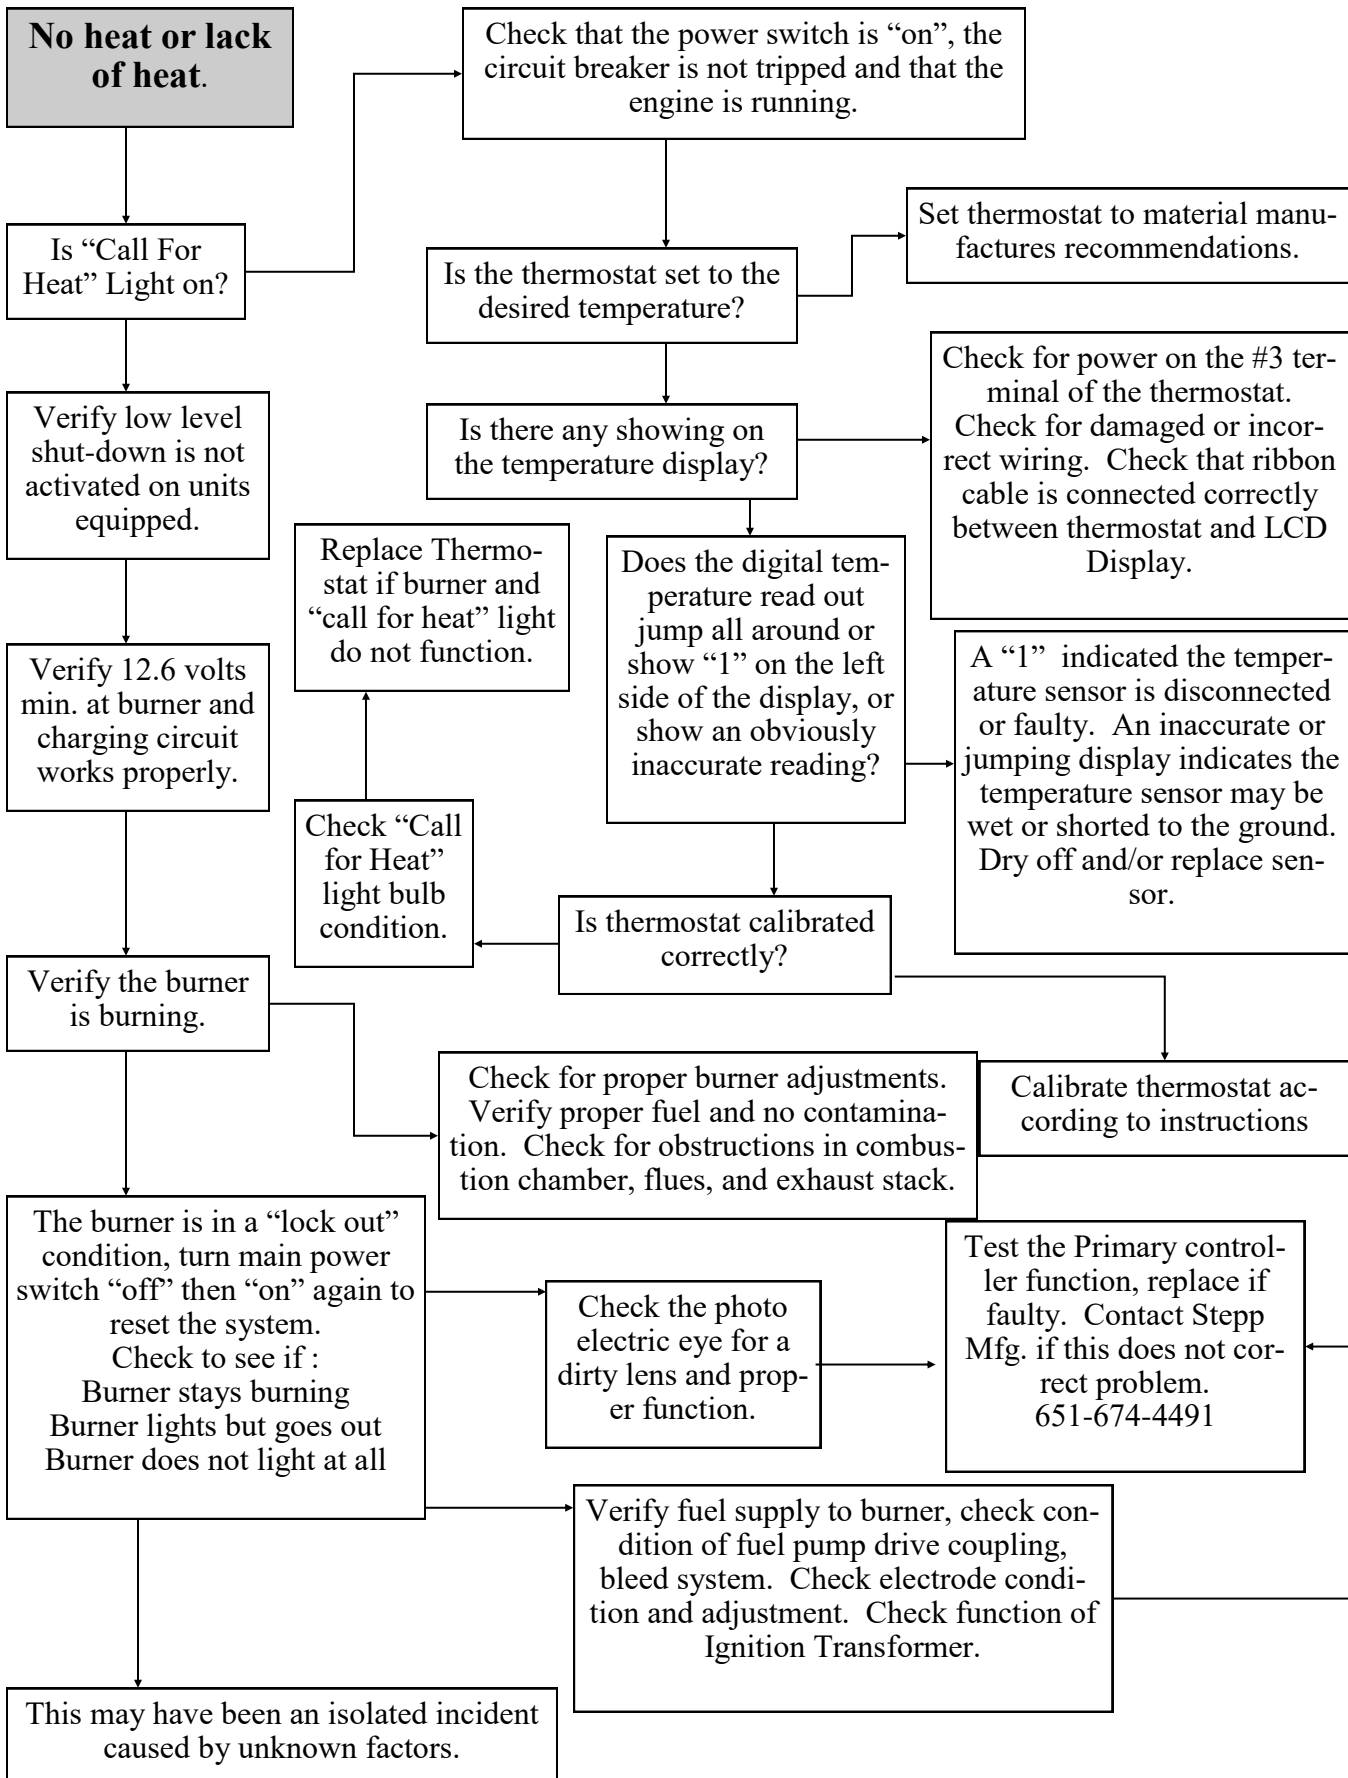 No heat or lack
of heat.
Check that the power switch is “on”, the
circuit breaker is not tripped and that the
engine is running.
Is “Call For
Heat” Light on?
Is the thermostat set to the
desired temperature?
Set thermostat to material manu-
factures recommendations.
Verify low level
shut-down is not
activated on units
equipped.
Is there any showing on
the temperature display?
Check for power on the #3 ter-
minal of the thermostat.
Check for damaged or incor-
rect wiring.  Check that ribbon
cable is connected correctly
between thermostat and LCD
Display.
Replace Thermo-
stat if burner and
“call for heat” light
do not function.
Does the digital tem-
perature read out
jump all around or
show “1” on the left
side of the display, or
show an obviously
inaccurate reading?
Verify 12.6 volts
min. at burner and
charging circuit
works properly.
A “1”  indicated the temper-
ature sensor is disconnected
or faulty.  An inaccurate or
jumping display indicates the
temperature sensor may be
wet or shorted to the ground.
Dry off and/or replace sen-
sor.
Check “Call
for Heat”
light bulb
condition.
Is thermostat calibrated
correctly?
Verify the burner
is burning.
Check for proper burner adjustments.
Verify proper fuel and no contamina-
tion.  Check for obstructions in combus-
tion chamber, flues, and exhaust stack.
Calibrate thermostat ac-
cording to instructions
The burner is in a “lock out”
condition, turn main power
switch “off” then “on” again to
reset the system.
Check to see if :
Burner stays burning
Burner lights but goes out
Burner does not light at all
Check the photo
electric eye for a
dirty lens and prop-
er function.
Test the Primary control-
ler function, replace if
faulty.  Contact Stepp
Mfg. if this does not cor-
rect problem.
651-674-4491
Verify fuel supply to burner, check con-
dition of fuel pump drive coupling,
bleed system.  Check electrode condi-
tion and adjustment.  Check function of
Ignition Transformer.
This may have been an isolated incident
caused by unknown factors.